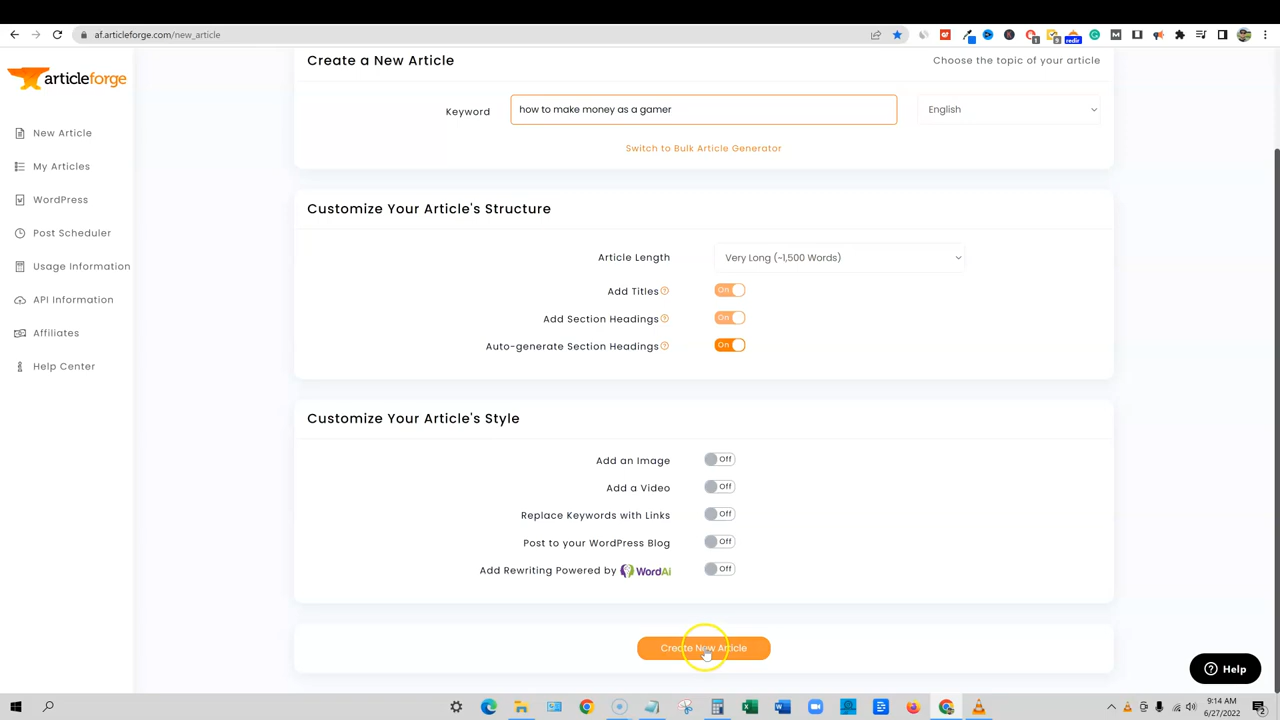 af.articleforge.com/new_article
redir
articleforge
New Article
My Articles
WordPress
Post Scheduler
Usage Information
API Information
Affiliates
Help Center
Create a New Article
Choose the topic of your article
Keyword
how to make money as a gamer
English
Switch to Bulk Article Generator
Customize Your Article's Structure
Article Length
Very Long (~1,500 Words)
Add Titles
On
Add Section Headings
On
Auto-generate Section Headings
On
Customize Your Article's Style
Add an Image
Off
Add a Video
Off
Replace Keywords with Links
Off
Post to your WordPress Blog
Off
Add Rewriting Powered by WordAi
Off
Create New Article
Help
9:14 AM
6/27/2022